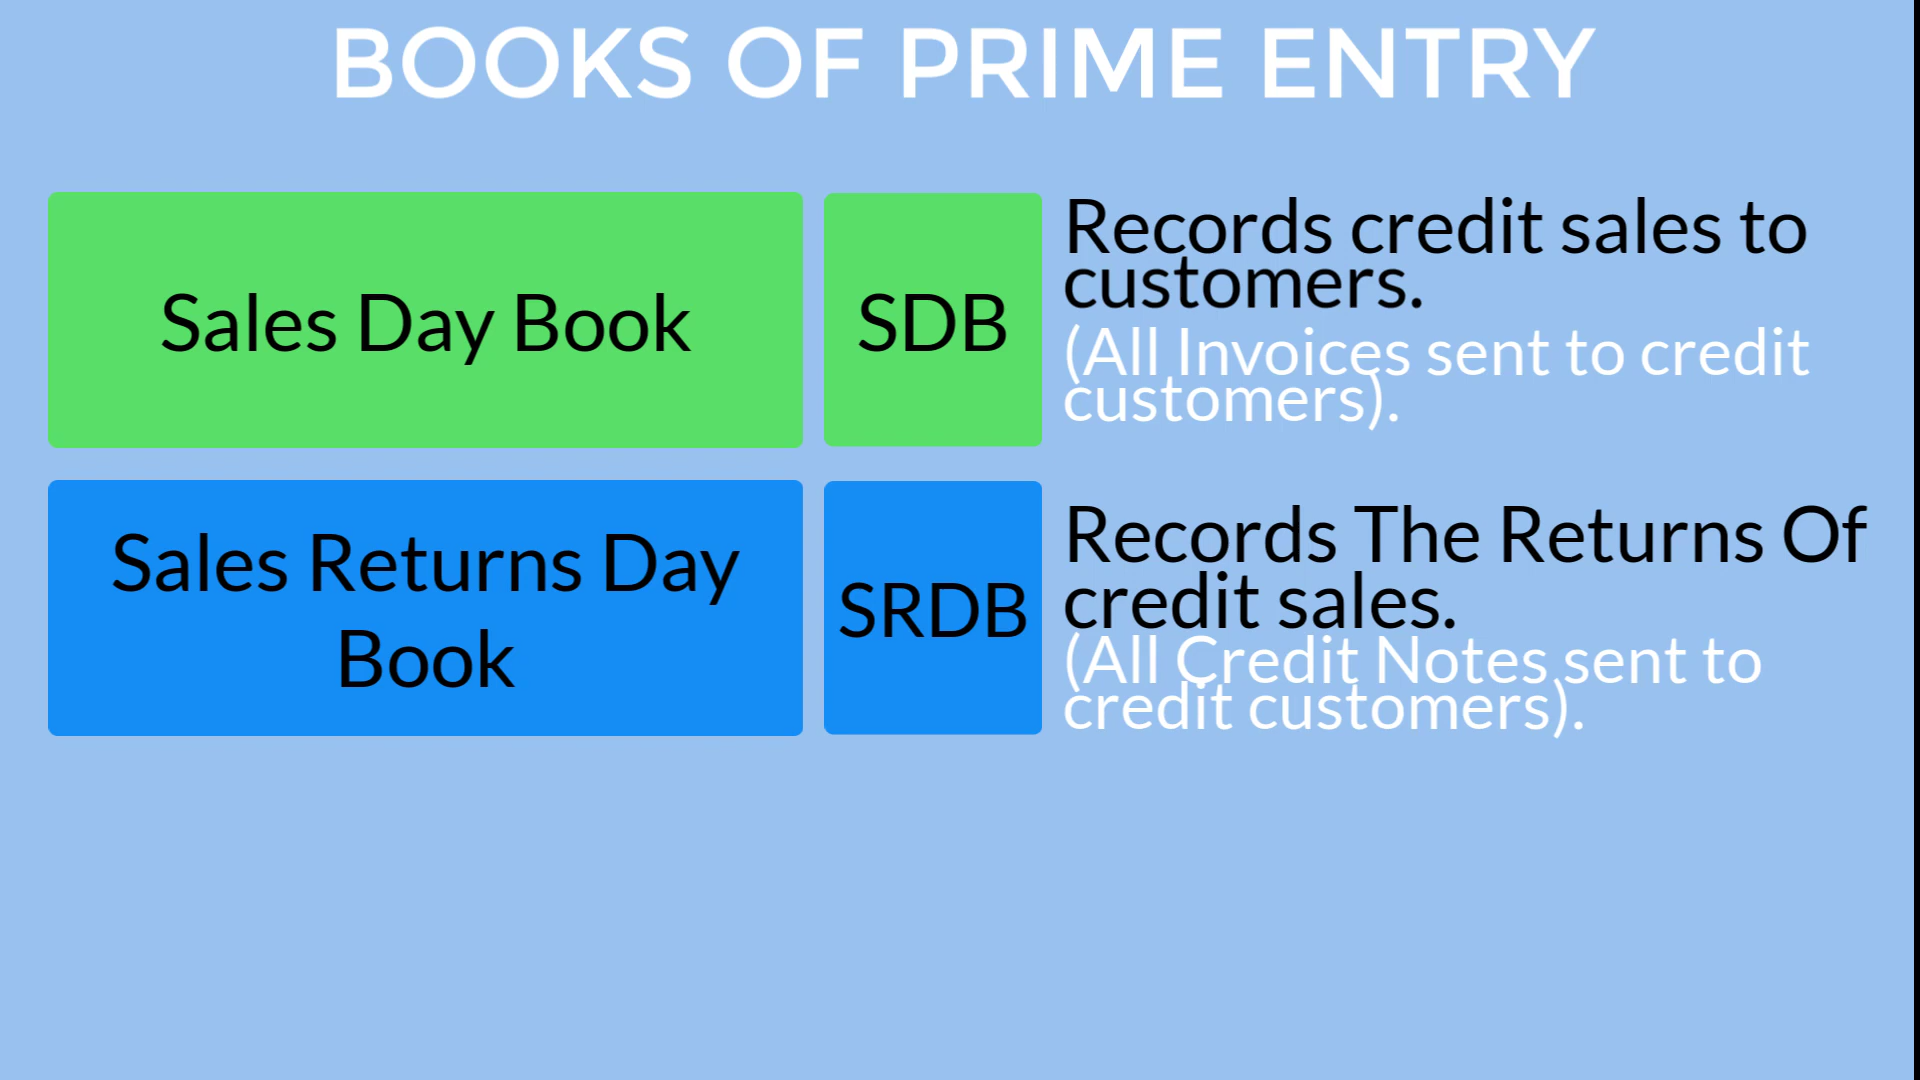 BOOKS OF PRIME ENTRY
Sales Day Book
SDB
Records credit sales to
customers.
(All Invoices sent to credit
customers).
Sales Returns Day
Book
SRDB
Records The Returns Of
credit sales.
(All Credit Notes sent to
credit customers).